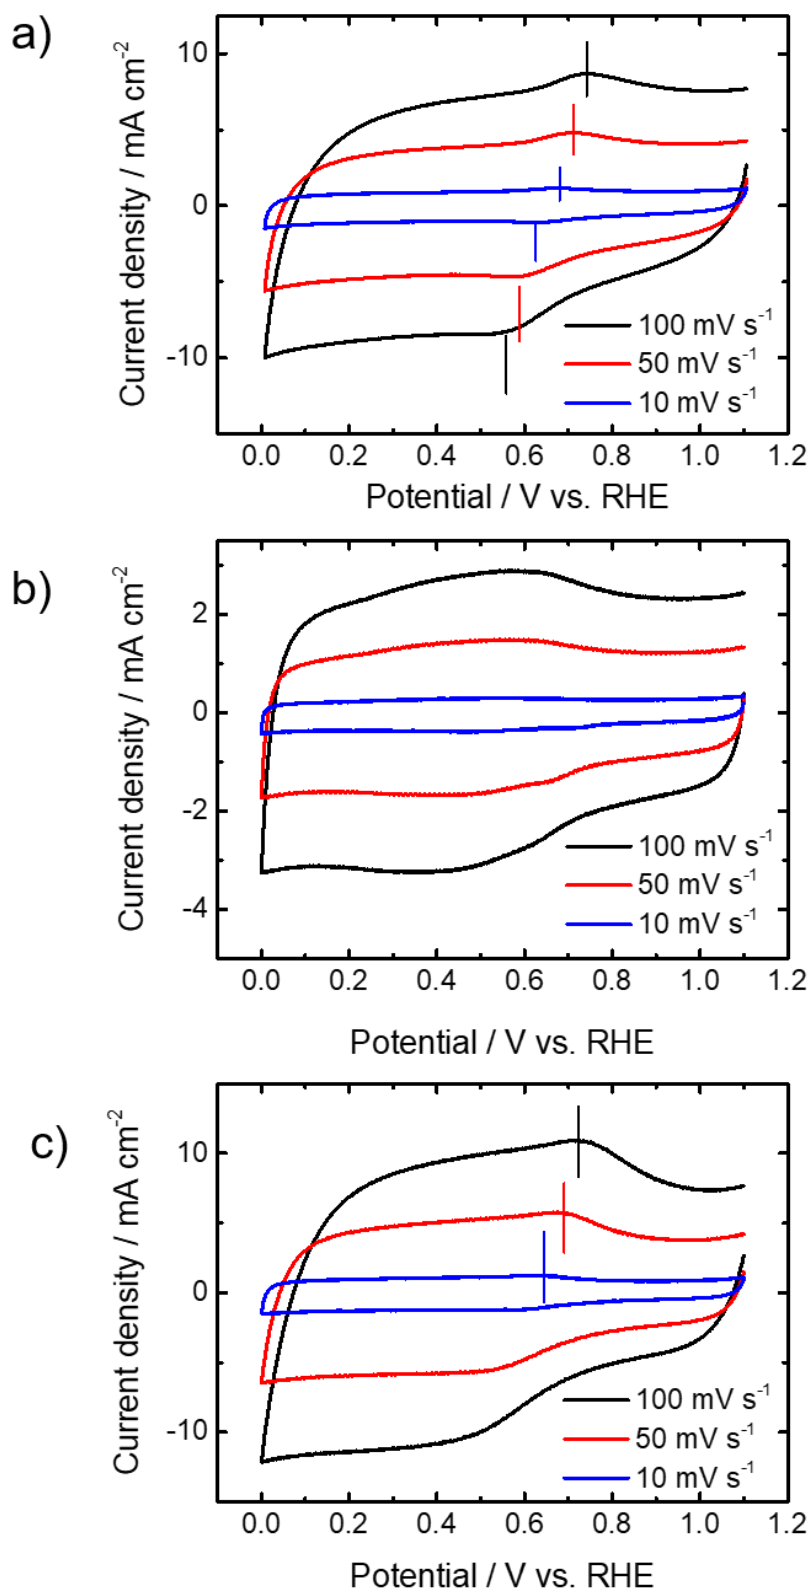 a)
Current density / mA cm⁻²
10
0
-10
100 mV s⁻¹
50 mV s⁻¹
10 mV s⁻¹
0.0 0.2 0.4 0.6 0.8 1.0 1.2
Potential / V vs. RHE
b)
Current density / mA cm⁻²
2
0
-2
-4
100 mV s⁻¹
50 mV s⁻¹
10 mV s⁻¹
0.0 0.2 0.4 0.6 0.8 1.0 1.2
Potential / V vs. RHE
c)
Current density / mA cm⁻²
10
0
-10
100 mV s⁻¹
50 mV s⁻¹
10 mV s⁻¹
0.0 0.2 0.4 0.6 0.8 1.0 1.2
Potential / V vs. RHE